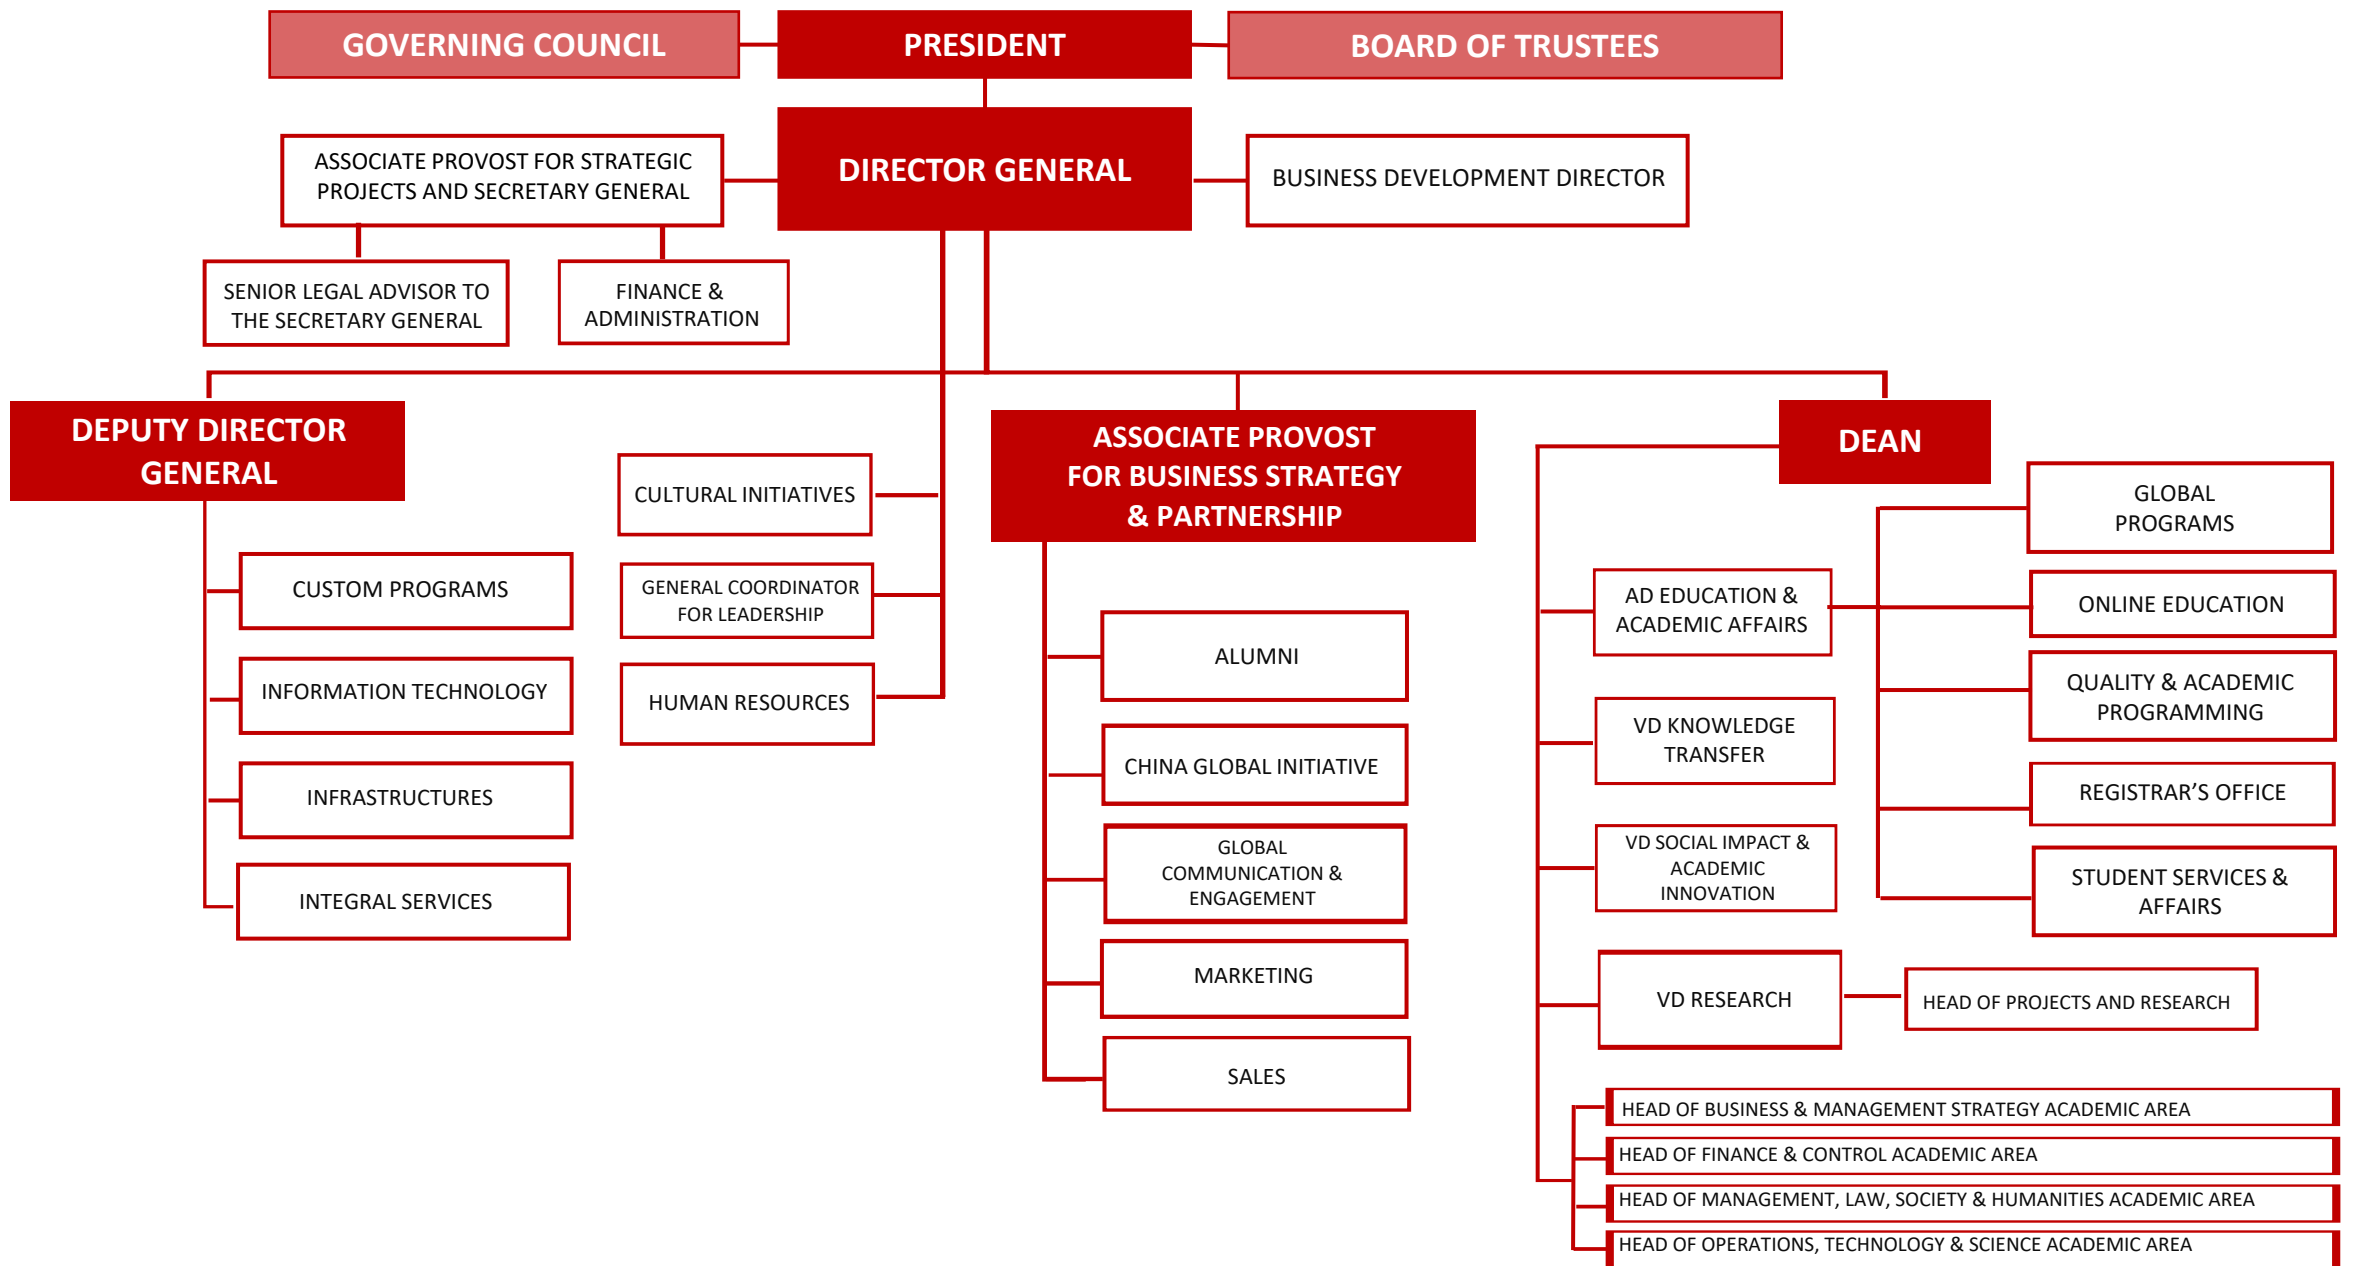 GOVERNING COUNCIL
PRESIDENT
BOARD OF TRUSTEES
ASSOCIATE PROVOST FOR STRATEGIC
PROJECTS AND SECRETARY GENERAL
DIRECTOR GENERAL
BUSINESS DEVELOPMENT DIRECTOR
SENIOR LEGAL ADVISOR TO
THE SECRETARY GENERAL
FINANCE &
ADMINISTRATION
DEPUTY DIRECTOR
GENERAL
CUSTOM PROGRAMS
INFORMATION TECHNOLOGY
INFRASTRUCTURES
INTEGRAL SERVICES
CULTURAL INITIATIVES
GENERAL COORDINATOR
FOR LEADERSHIP
HUMAN RESOURCES
ASSOCIATE PROVOST
FOR BUSINESS STRATEGY
& PARTNERSHIP
ALUMNI
CHINA GLOBAL INITIATIVE
GLOBAL
COMMUNICATION &
ENGAGEMENT
MARKETING
SALES
DEAN
AD EDUCATION &
ACADEMIC AFFAIRS
GLOBAL
PROGRAMS
ONLINE EDUCATION
QUALITY & ACADEMIC
PROGRAMMING
REGISTRAR’S OFFICE
STUDENT SERVICES &
AFFAIRS
VD KNOWLEDGE
TRANSFER
VD SOCIAL IMPACT &
ACADEMIC
INNOVATION
VD RESEARCH
HEAD OF PROJECTS AND RESEARCH
HEAD OF BUSINESS & MANAGEMENT STRATEGY ACADEMIC AREA
HEAD OF FINANCE & CONTROL ACADEMIC AREA
HEAD OF MANAGEMENT, LAW, SOCIETY & HUMANITIES ACADEMIC AREA
HEAD OF OPERATIONS, TECHNOLOGY & SCIENCE ACADEMIC AREA